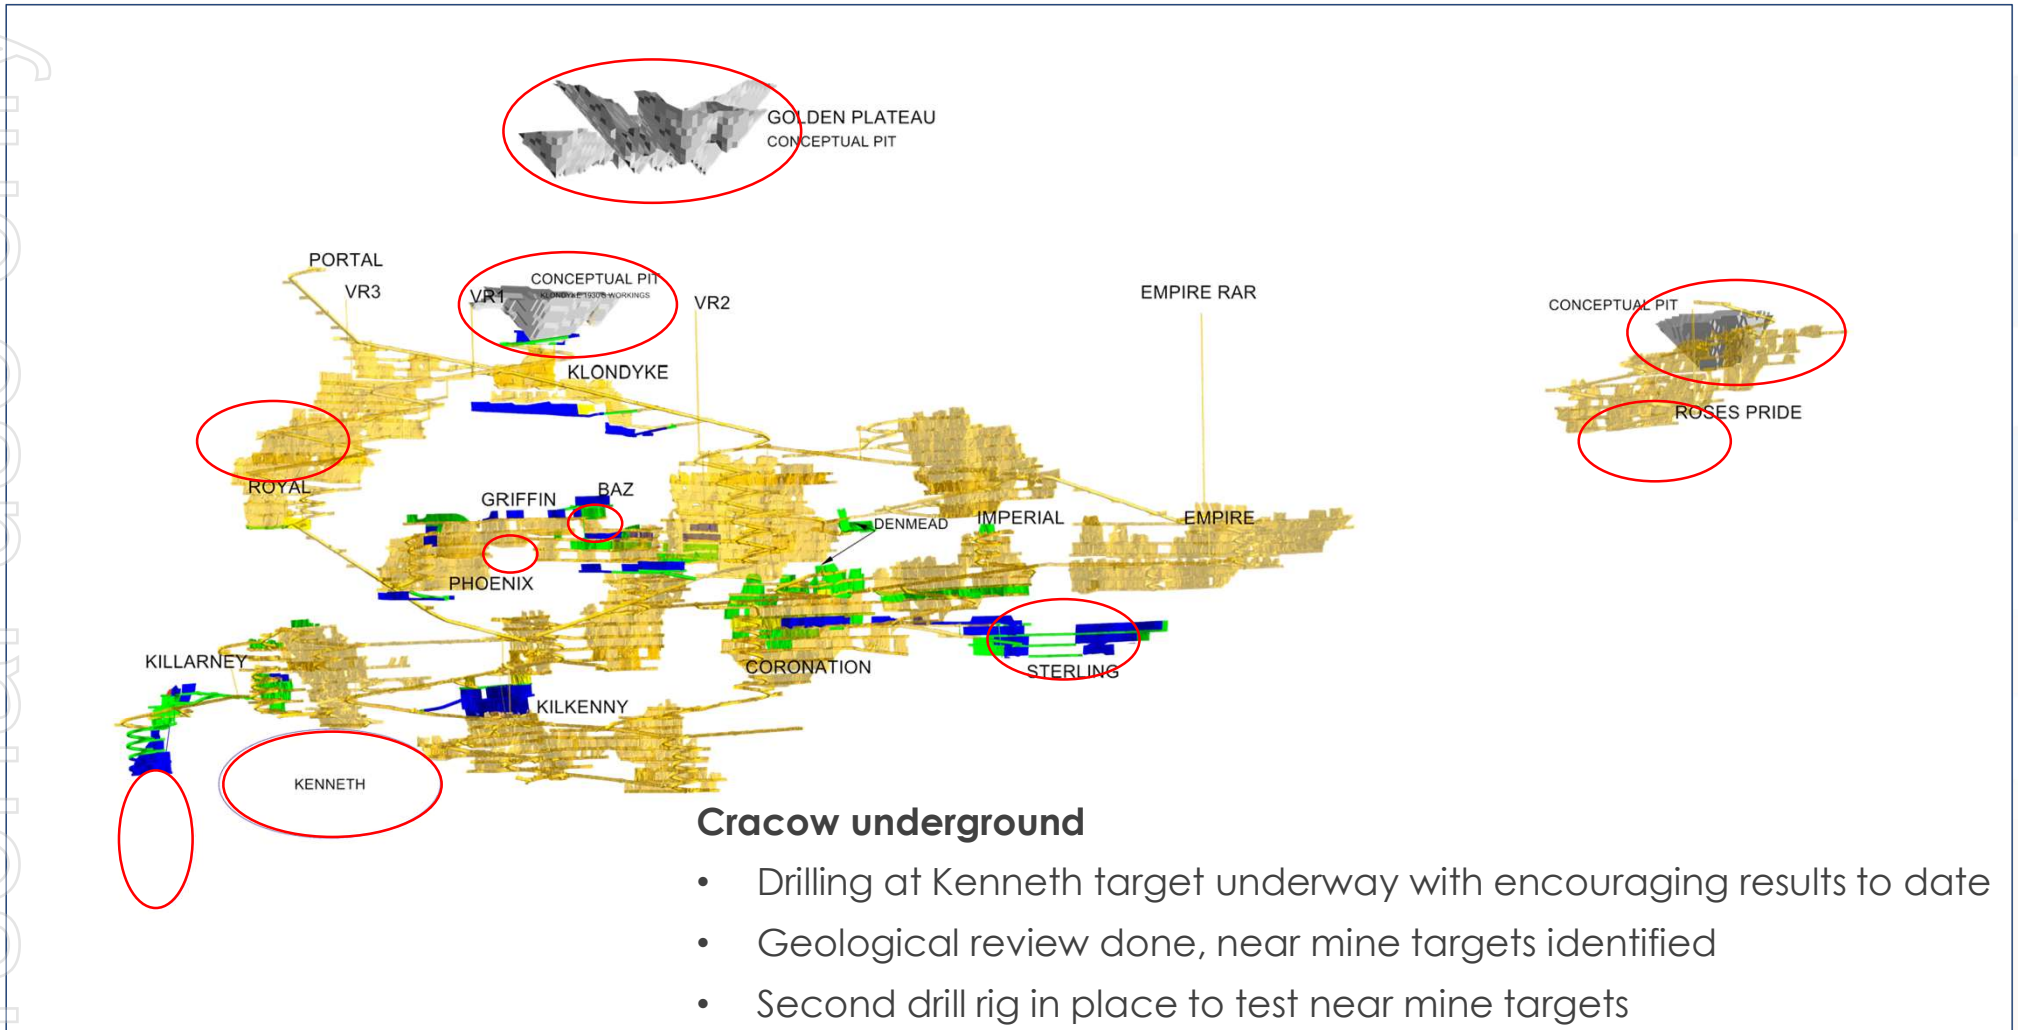 GOLDEN PLATEAU
CONCEPTUAL PIT
PORTAL
VR3
VR1
CONCEPTUAL PIT
KLONDYKE 1930'S WORKINGS
VR2
EMPIRE RAR
CONCEPTUAL PIT
KLONDYKE
ROSES PRIDE
ROYAL
GRIFFIN
BAZ
DENMEAD
IMPERIAL
EMPIRE
PHOENIX
KILLARNEY
CORONATION
STERLING
KILKENNY
KENNETH
Cracow underground
• Drilling at Kenneth target underway with encouraging results to date
• Geological review done, near mine targets identified
• Second drill rig in place to test near mine targets